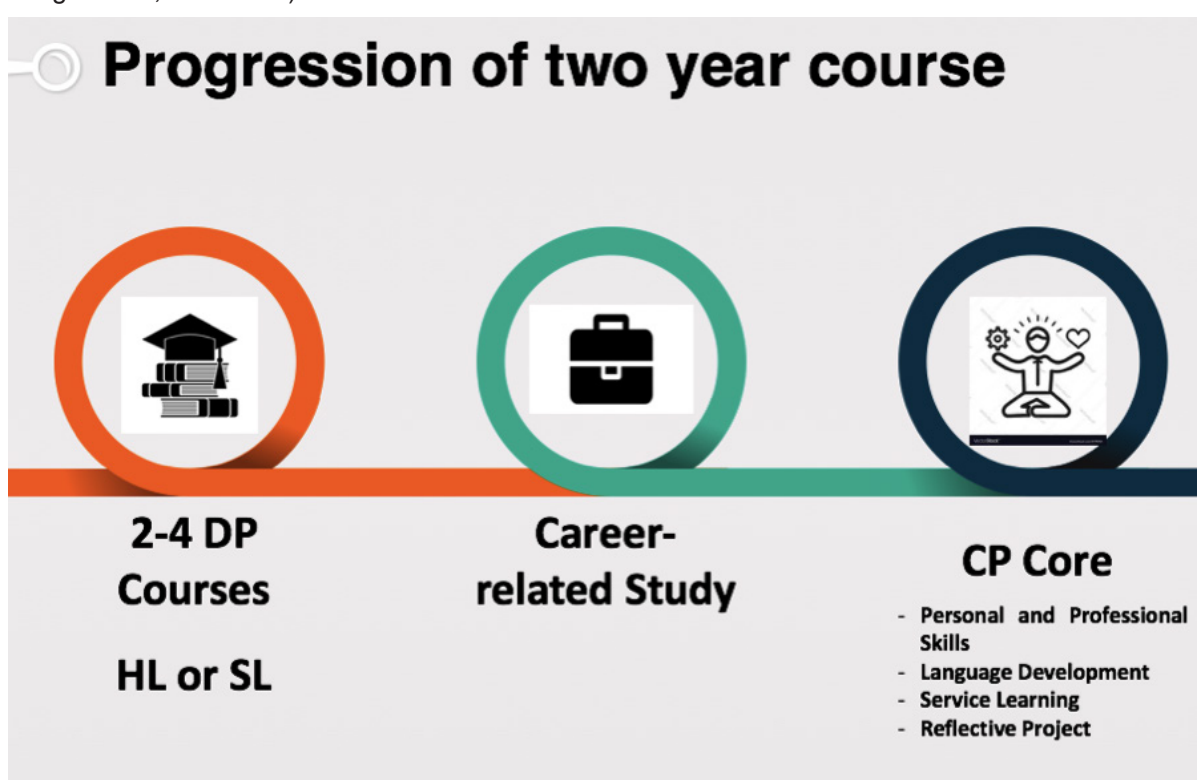 Progression of two year course
2-4 DP
Courses
HL or SL
Career-
related Study
CP Core
- Personal and Professional
Skills
- Language Development
- Service Learning
- Reflective Project